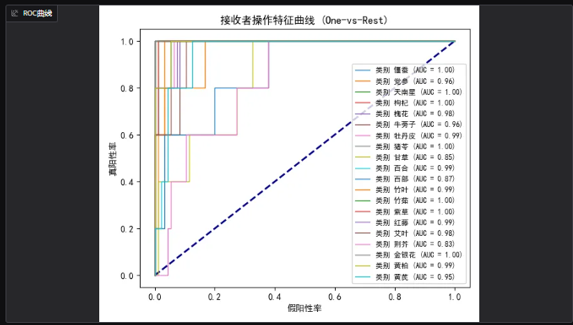 ROC曲线
接收者操作特征曲线 (One-vs-Rest)
真阳性率
1.0
0.8
0.6
0.4
0.2
0.0
0.0
0.2
0.4
0.6
0.8
1.0
假阳性率
类别 僵蚕 (AUC = 1.00)
类别 党参 (AUC = 0.96)
类别 天南星 (AUC = 1.00)
类别 枸杞 (AUC = 1.00)
类别 槐花 (AUC = 0.98)
类别 牛蒡子 (AUC = 0.96)
类别 牡丹皮 (AUC = 0.99)
类别 猪苓 (AUC = 1.00)
类别 甘草 (AUC = 0.85)
类别 百合 (AUC = 0.99)
类别 百部 (AUC = 0.87)
类别 竹叶 (AUC = 0.99)
类别 竹茹 (AUC = 1.00)
类别 紫草 (AUC = 1.00)
类别 红藤 (AUC = 0.99)
类别 艾叶 (AUC = 0.98)
类别 荆芥 (AUC = 0.83)
类别 金银花 (AUC = 1.00)
类别 黄柏 (AUC = 0.99)
类别 黄芪 (AUC = 0.95)